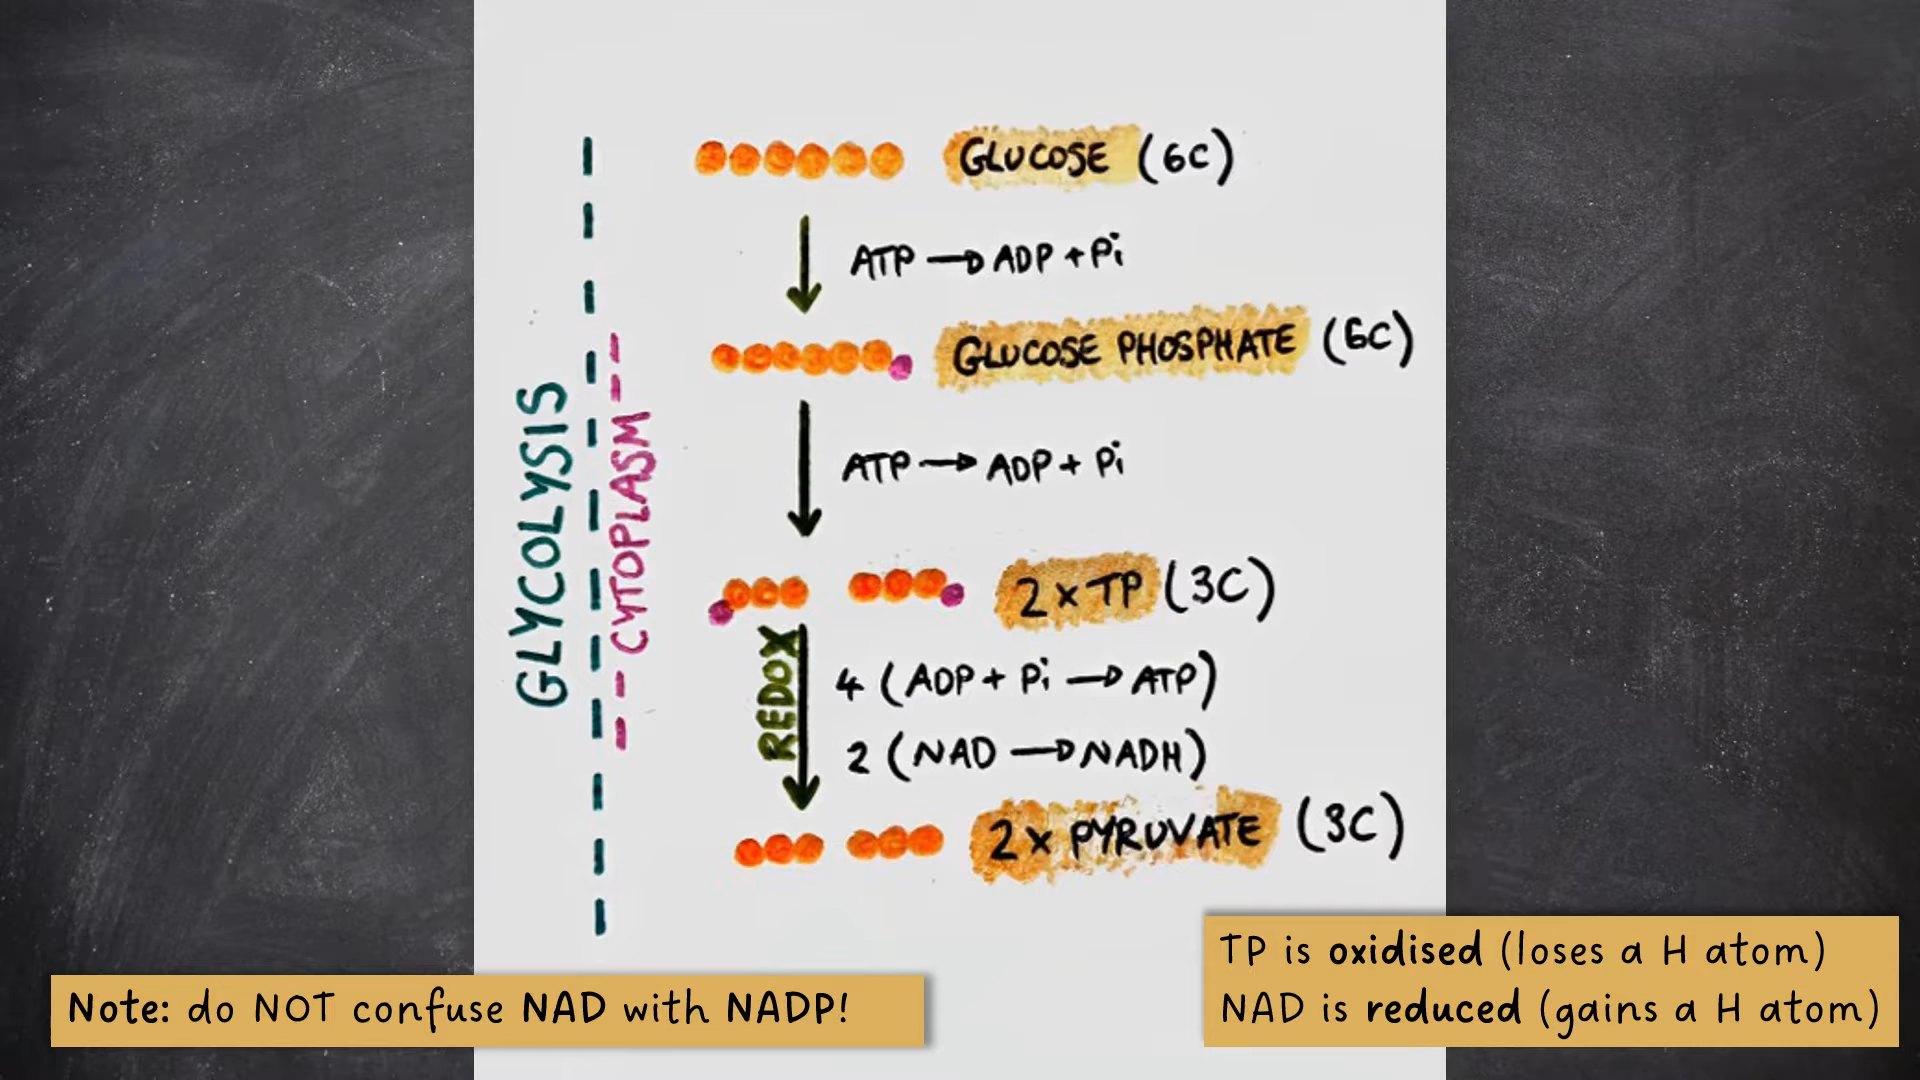 GLUCOSE (6C)
ATP → ADP + Pi
GLUCOSE PHOSPHATE (6C)
ATP → ADP + Pi
2 x TP (3C)
4 (ADP + Pi → ATP)
2 (NAD → NADH)
2 x PYRUVATE (3C)
GLYCOLYSIS
CYTOPLASM
REDOX
TP is oxidised (loses a H atom)
NAD is reduced (gains a H atom)
Note: do NOT confuse NAD with NADP!